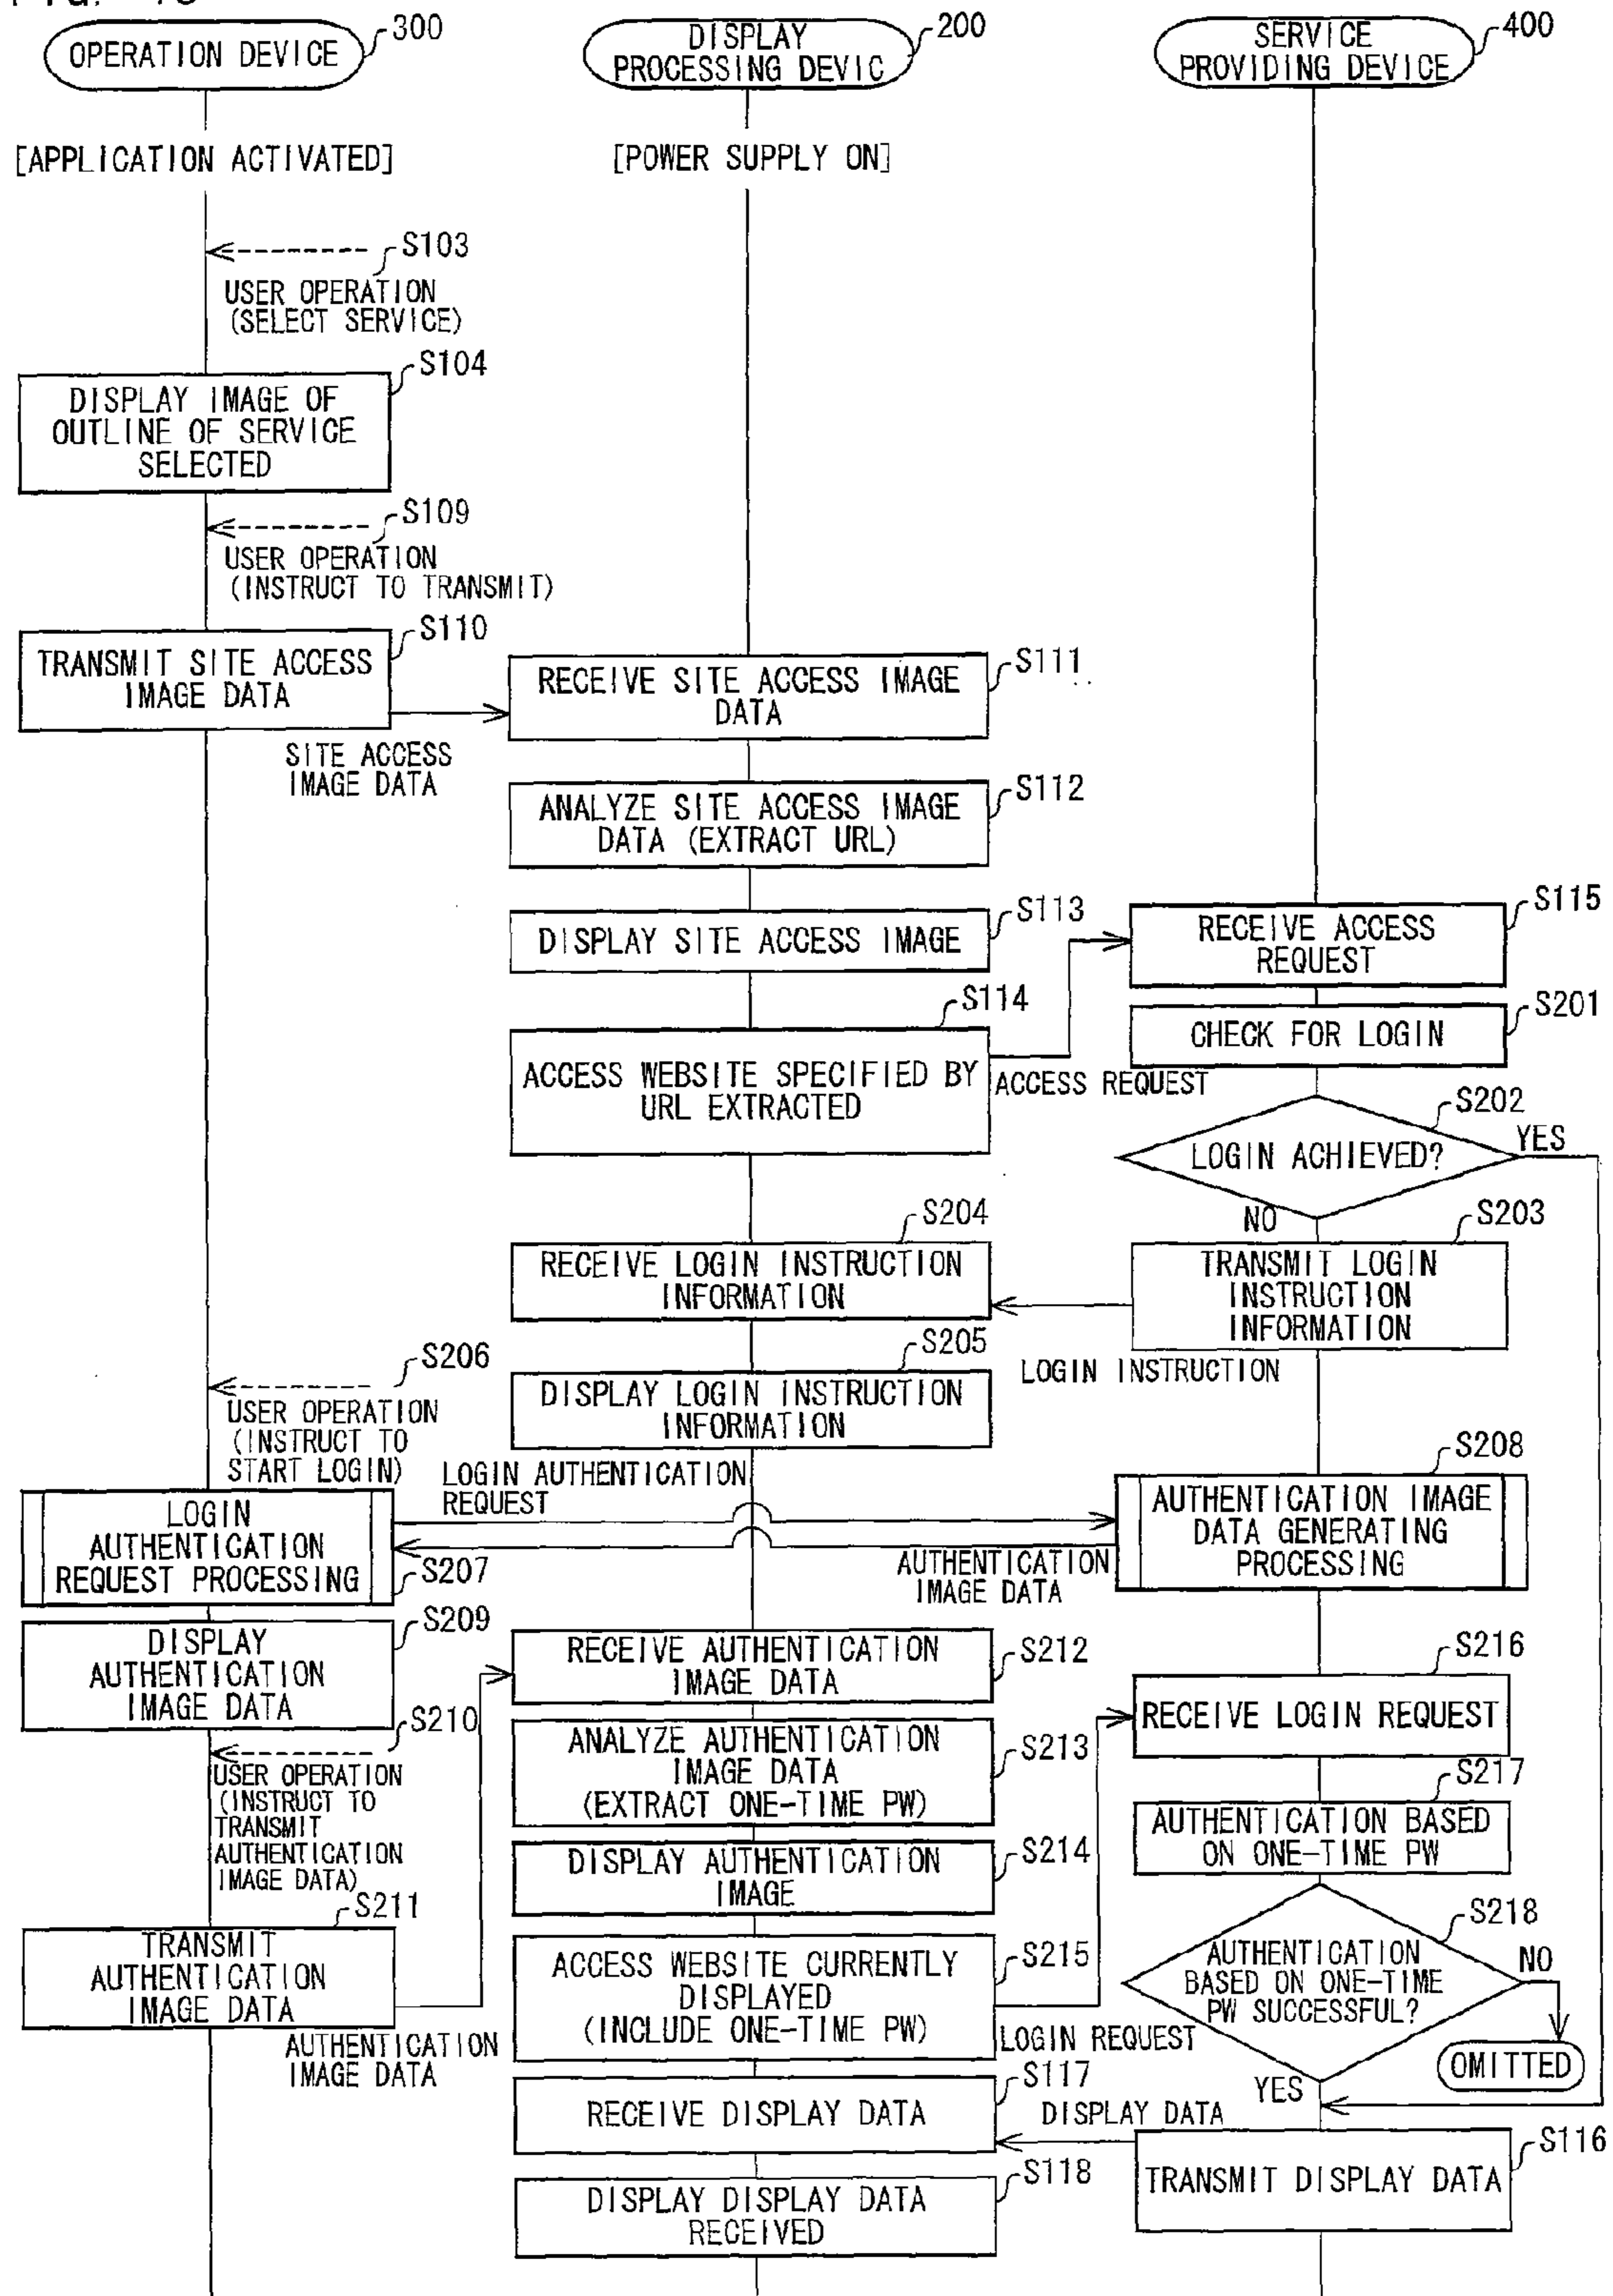 OPERATION DEVICE
300
DISPLAY
PROCESSING DEVIC
200
SERVICE
PROVIDING DEVICE
400
[APPLICATION ACTIVATED]
[POWER SUPPLY ON]
S103
USER OPERATION
(SELECT SERVICE)
S104
DISPLAY IMAGE OF
OUTLINE OF SERVICE
SELECTED
S109
USER OPERATION
(INSTRUCT TO TRANSMIT)
S110
TRANSMIT SITE ACCESS
IMAGE DATA
SITE ACCESS
IMAGE DATA
S111
RECEIVE SITE ACCESS IMAGE
DATA
S112
ANALYZE SITE ACCESS IMAGE
DATA (EXTRACT URL)
S113
DISPLAY SITE ACCESS IMAGE
S115
RECEIVE ACCESS
REQUEST
S114
ACCESS WEBSITE SPECIFIED BY
URL EXTRACTED
ACCESS REQUEST
S201
CHECK FOR LOGIN
S202
LOGIN ACHIEVED?
YES
NO
S203
TRANSMIT LOGIN
INSTRUCTION
INFORMATION
LOGIN INSTRUCTION
S204
RECEIVE LOGIN INSTRUCTION
INFORMATION
S205
DISPLAY LOGIN INSTRUCTION
INFORMATION
S206
USER OPERATION
(INSTRUCT TO
START LOGIN)
LOGIN AUTHENTICATION
REQUEST
LOGIN
AUTHENTICATION
REQUEST PROCESSING
S207
S208
AUTHENTICATION IMAGE
DATA GENERATING
PROCESSING
AUTHENTICATION
IMAGE DATA
S209
DISPLAY
AUTHENTICATION
IMAGE DATA
S210
USER OPERATION
(INSTRUCT TO
TRANSMIT
AUTHENTICATION
IMAGE DATA)
S211
TRANSMIT
AUTHENTICATION
IMAGE DATA
AUTHENTICATION
IMAGE DATA
RECEIVE AUTHENTICATION
IMAGE DATA
S212
ANALYZE AUTHENTICATION
IMAGE DATA
(EXTRACT ONE-TIME PW)
S213
DISPLAY AUTHENTICATION
IMAGE
S214
ACCESS WEBSITE CURRENTLY
DISPLAYED
(INCLUDE ONE-TIME PW)
S215
LOGIN REQUEST
S216
RECEIVE LOGIN REQUEST
S217
AUTHENTICATION BASED
ON ONE-TIME PW
S218
AUTHENTICATION
BASED ON ONE-TIME
PW SUCCESSFUL?
NO
OMITTED
YES
S117
RECEIVE DISPLAY DATA
DISPLAY DATA
S116
TRANSMIT DISPLAY DATA
S118
DISPLAY DISPLAY DATA
RECEIVED